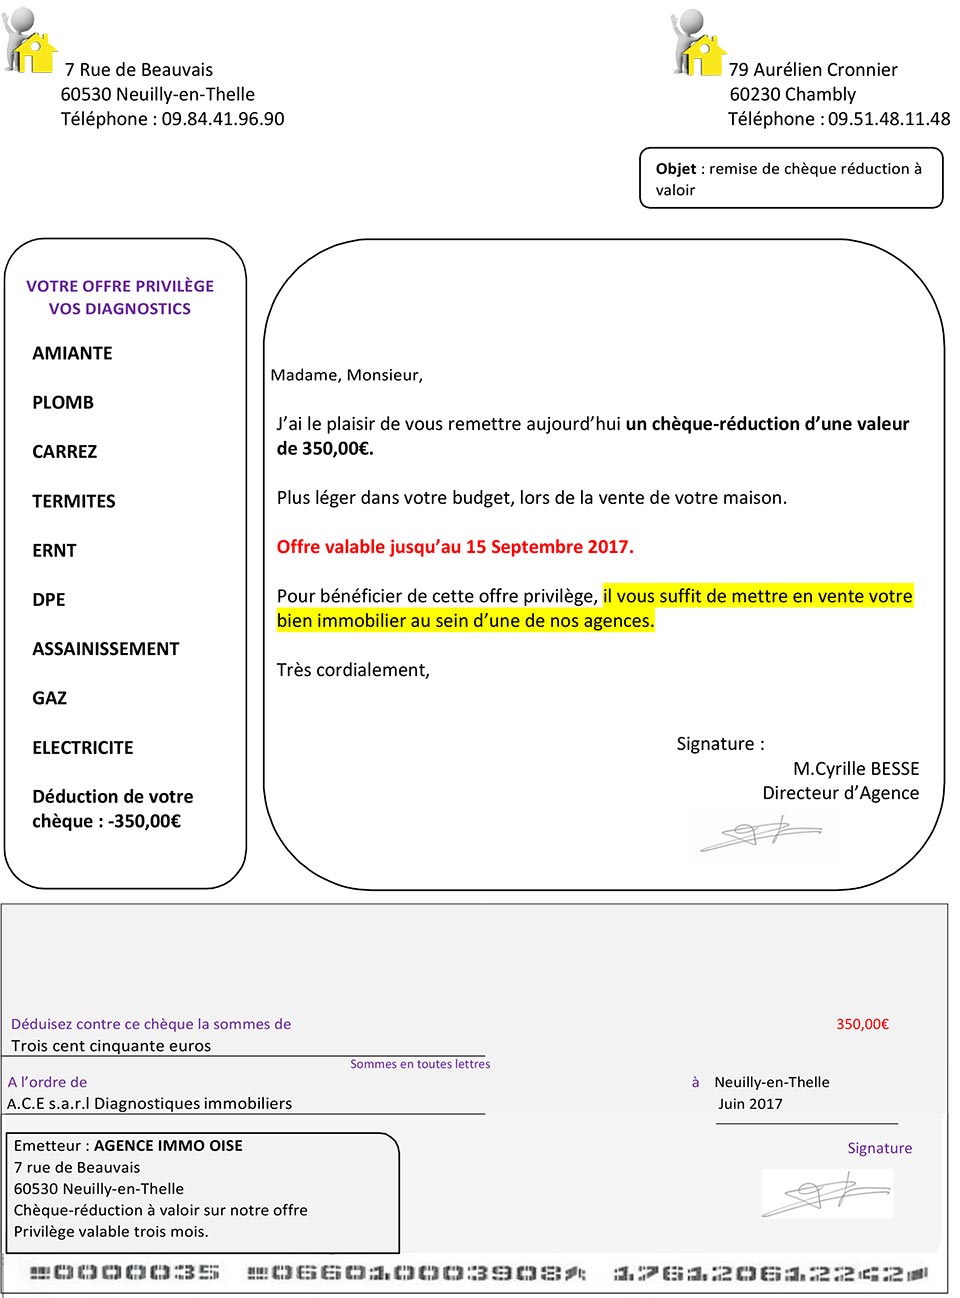 7 Rue de Beauvais
60530 Neuilly-en-Thelle
Téléphone : 09.84.41.96.90
79 Aurélien Cronnier
60230 Chambly
Téléphone : 09.51.48.11.48
Objet : remise de chèque réduction à
valoir
VOTRE OFFRE PRIVILÈGE
VOS DIAGNOSTICS
AMIANTE
PLOMB
CARREZ
TERMITES
ERNT
DPE
ASSAINISSEMENT
GAZ
ELECTRICITE
Déduction de votre
chèque : -350,00€
Madame, Monsieur,
J'ai le plaisir de vous remettre aujourd'hui un chèque-réduction d'une valeur
de 350,00€.
Plus léger dans votre budget, lors de la vente de votre maison.
Offre valable jusqu'au 15 Septembre 2017.
Pour bénéficier de cette offre privilège, il vous suffit de mettre en vente votre
bien immobilier au sein d'une de nos agences.
Très cordialement,
Signature :
M.Cyrille BESSE
Directeur d'Agence
Déduisez contre ce chèque la sommes de
350,00€
Trois cent cinquante euros
Sommes en toutes lettres
A l'ordre de
A.C.E s.a.r.l Diagnostiques immobiliers
à Neuilly-en-Thelle
Juin 2017
Emetteur : AGENCE IMMO OISE
7 rue de Beauvais
60530 Neuilly-en-Thelle
Chèque-réduction à valoir sur notre offre
Privilège valable trois mois.
Signature
0000035 066010003908 176120612242